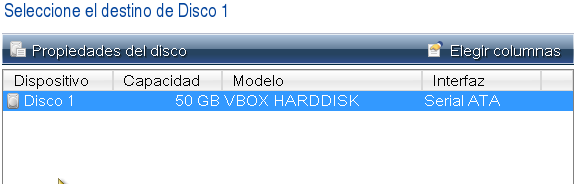 Seleccione el destino de Disco 1
Propiedades del disco Elegir columnas
Dispositivo Capacidad Modelo Interfaz
Disco 1 50 GB VBOX HARDDISK Serial ATA